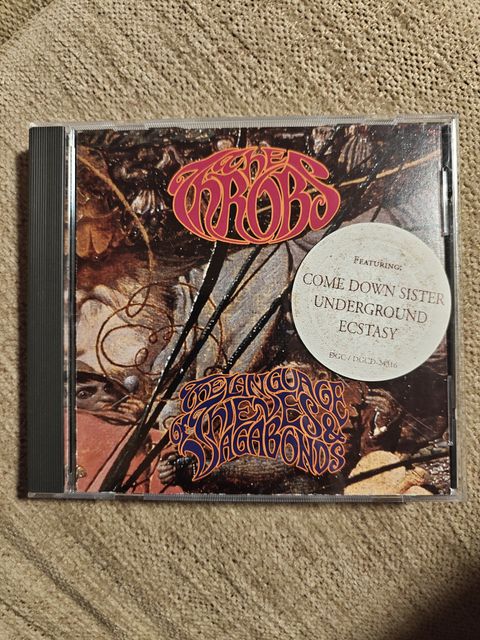 THE
THROBS
FEATURING:
COME DOWN SISTER
UNDERGROUND
ECSTASY
DGC / DGCD-24316
THE LANGUAGE
OF THIEVES &
VAGABONDS